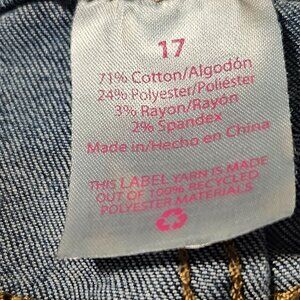 17
71% Cotton/Algodón
24% Polyester/Poliéster
3% Rayon/Rayón
2% Spandex
Made in/Hecho en China
THIS LABEL YARN IS MADE
OUT OF 100% RECYCLED
POLYESTER MATERIALS